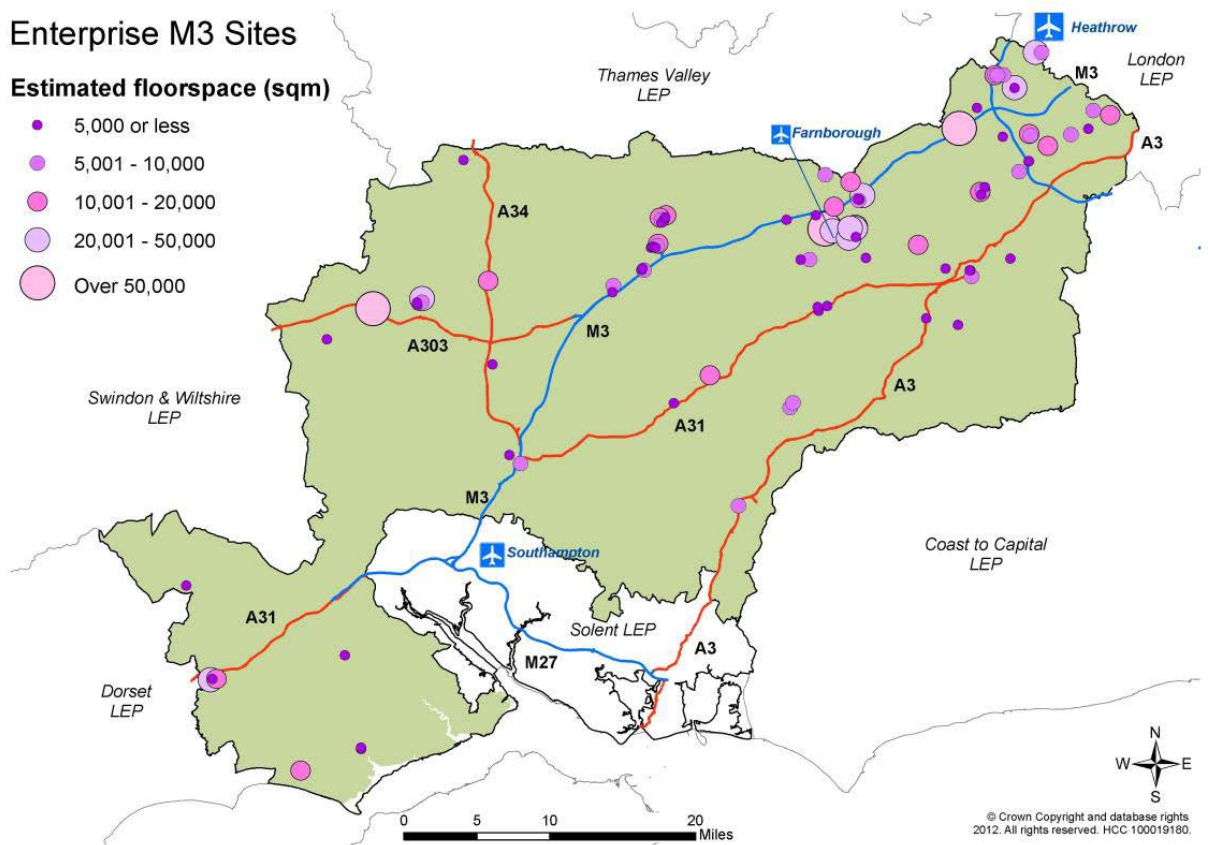 Enterprise M3 Sites
Estimated floorspace (sqm)
5,000 or less
5,001 - 10,000
10,001 - 20,000
20,001 - 50,000
Over 50,000
Heathrow
Thames Valley
LEP
M3
London
LEP
Farnborough
A3
A34
A303
M3
Swindon & Wiltshire
LEP
A3
A31
M3
Southampton
Coast to Capital
LEP
A31
Solent LEP
A3
M27
Dorset
LEP
N
W
E
S
0
5
10
20
Miles
© Crown Copyright and database rights
2012. All rights reserved. HCC 100019180.